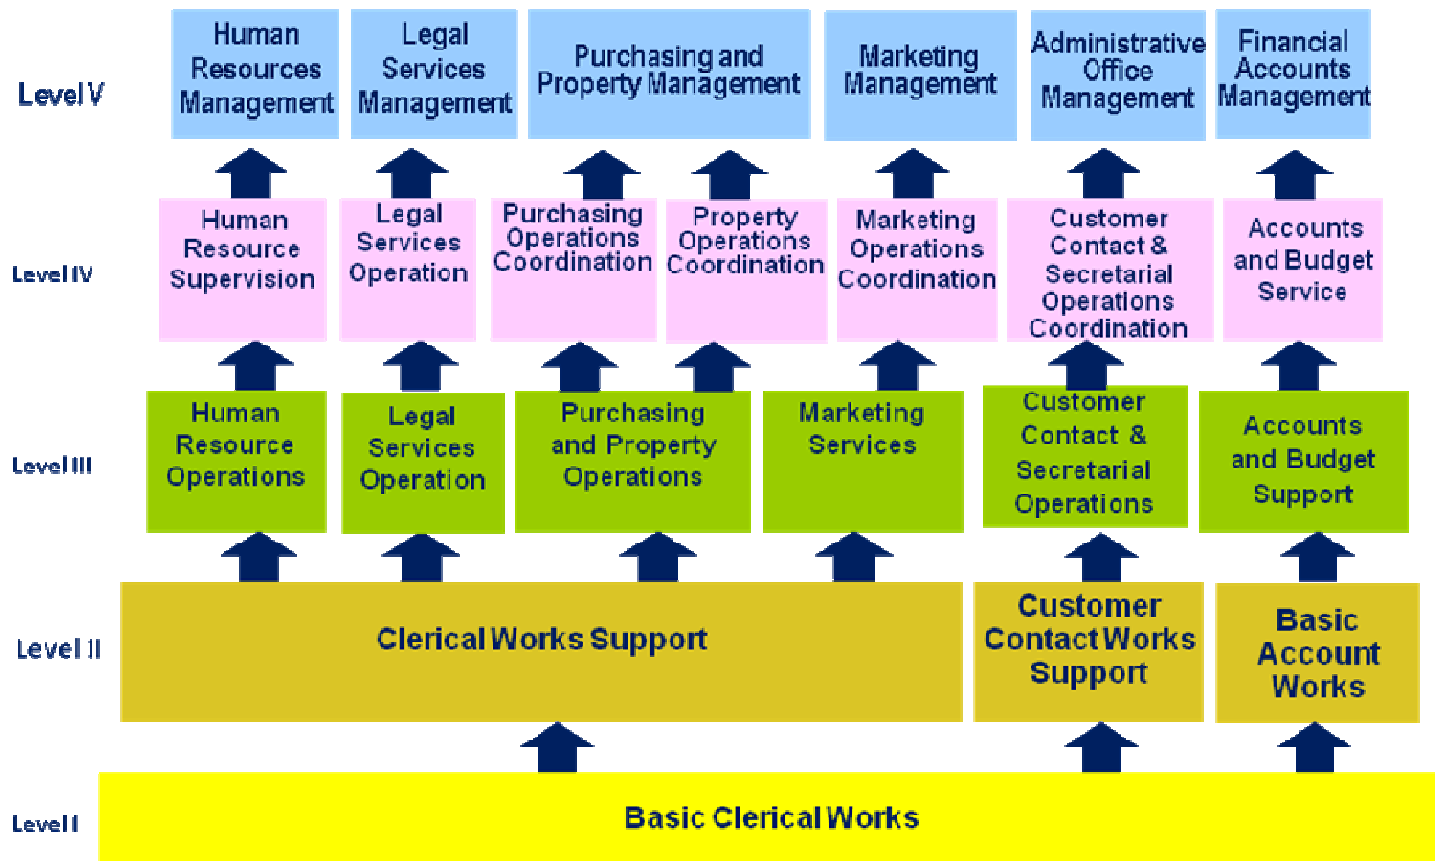 Level V
Human
Resources
Management
Legal
Services
Management
Purchasing and
Property Management
Marketing
Management
Administrative
Office
Management
Financial
Accounts
Management
Level IV
Human
Resource
Supervision
Legal
Services
Operation
Purchasing
Operations
Coordination
Property
Operations
Coordination
Marketing
Operations
Coordination
Customer
Contact &
Secretarial
Operations
Coordination
Accounts
and Budget
Service
Level III
Human
Resource
Operations
Legal
Services
Operation
Purchasing
and Property
Operations
Marketing
Services
Customer
Contact &
Secretarial
Operations
Accounts
and Budget
Support
Level II
Clerical Works Support
Customer
Contact Works
Support
Basic
Account
Works
Level I
Basic Clerical Works